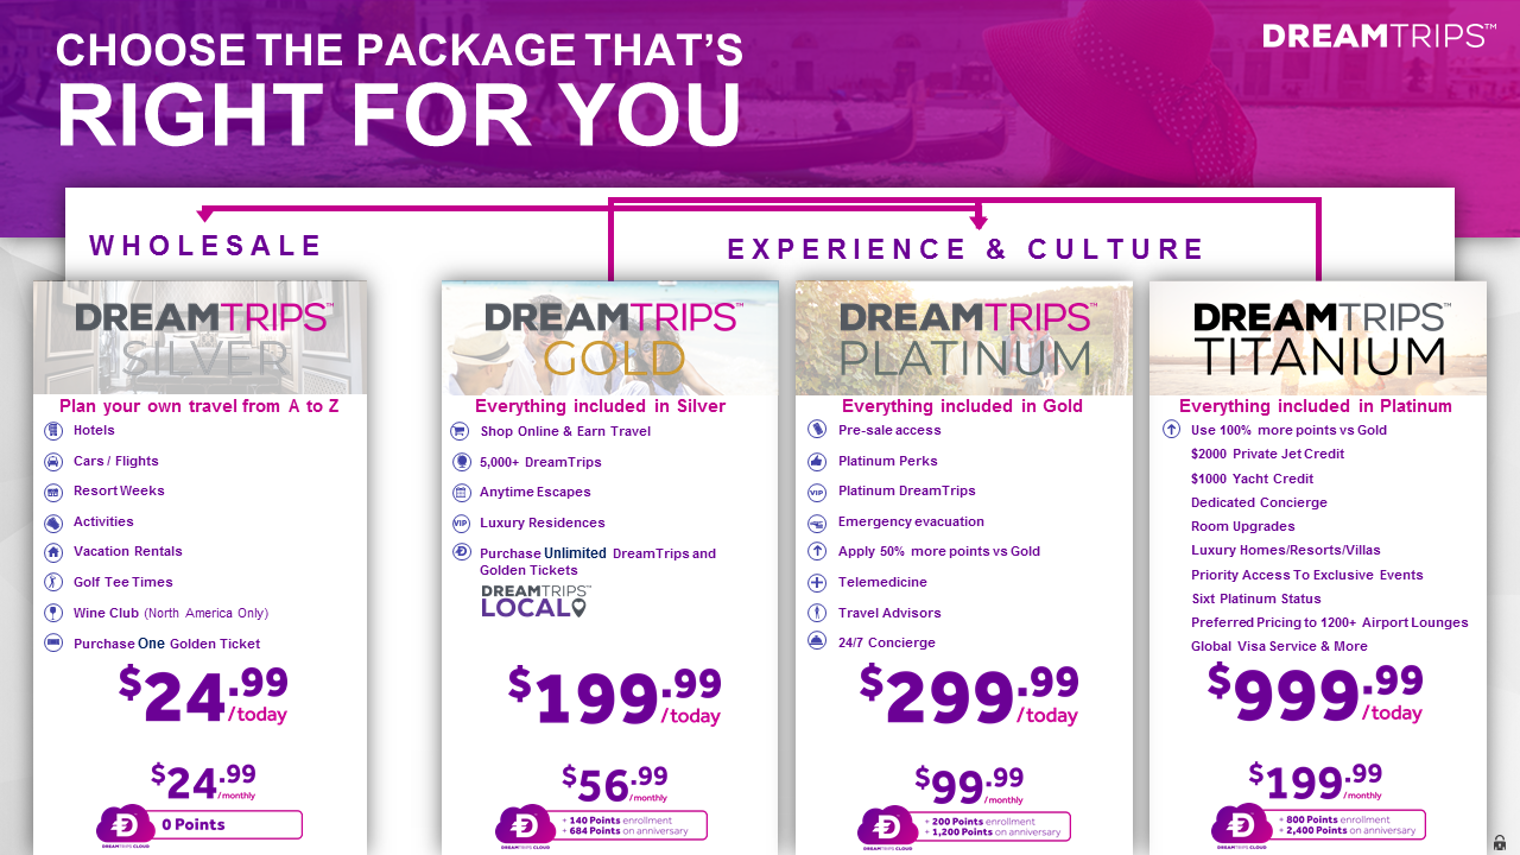 CHOOSE THE PACKAGE THAT'S
RIGHT FOR YOU
DREAMTRIPS™
WHOLESALE
EXPERIENCE & CULTURE
DREAMTRIPS™
SILVER
Plan your own travel from A to Z
Hotels
Cars / Flights
Resort Weeks
Activities
Vacation Rentals
Golf Tee Times
Wine Club (North America Only)
Purchase One Golden Ticket
$24.99
/today
$24.99
/monthly
0 Points
DREAMTRIPS CLOUD
DREAMTRIPS™
GOLD
Everything included in Silver
Shop Online & Earn Travel
5,000+ DreamTrips
Anytime Escapes
VIP Luxury Residences
Purchase Unlimited DreamTrips and
Golden Tickets
DREAMTRIPS™
LOCAL
$199.99
/today
$56.99
/monthly
+ 140 Points enrollment
+ 684 Points on anniversary
DREAMTRIPS CLOUD
DREAMTRIPS™
PLATINUM
Everything included in Gold
Pre-sale access
Platinum Perks
VIP Platinum DreamTrips
Emergency evacuation
Apply 50% more points vs Gold
Telemedicine
Travel Advisors
24/7 Concierge
$299.99
/today
$99.99
/monthly
+ 200 Points enrollment
+ 1,200 Points on anniversary
DREAMTRIPS CLOUD
DREAMTRIPS™
TITANIUM
Everything included in Platinum
Use 100% more points vs Gold
$2000 Private Jet Credit
$1000 Yacht Credit
Dedicated Concierge
Room Upgrades
Luxury Homes/Resorts/Villas
Priority Access To Exclusive Events
Sixt Platinum Status
Preferred Pricing to 1200+ Airport Lounges
Global Visa Service & More
$999.99
/today
$199.99
/monthly
+ 800 Points enrollment
+ 2,400 Points on anniversary
DREAMTRIPS CLOUD